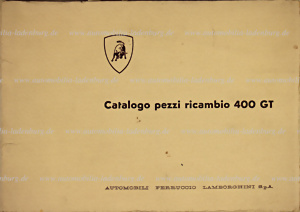 Catalogo pezzi ricambio 400 GT
AUTOMOBILI FERRUCCIO LAMBORGHINI S.p.A.